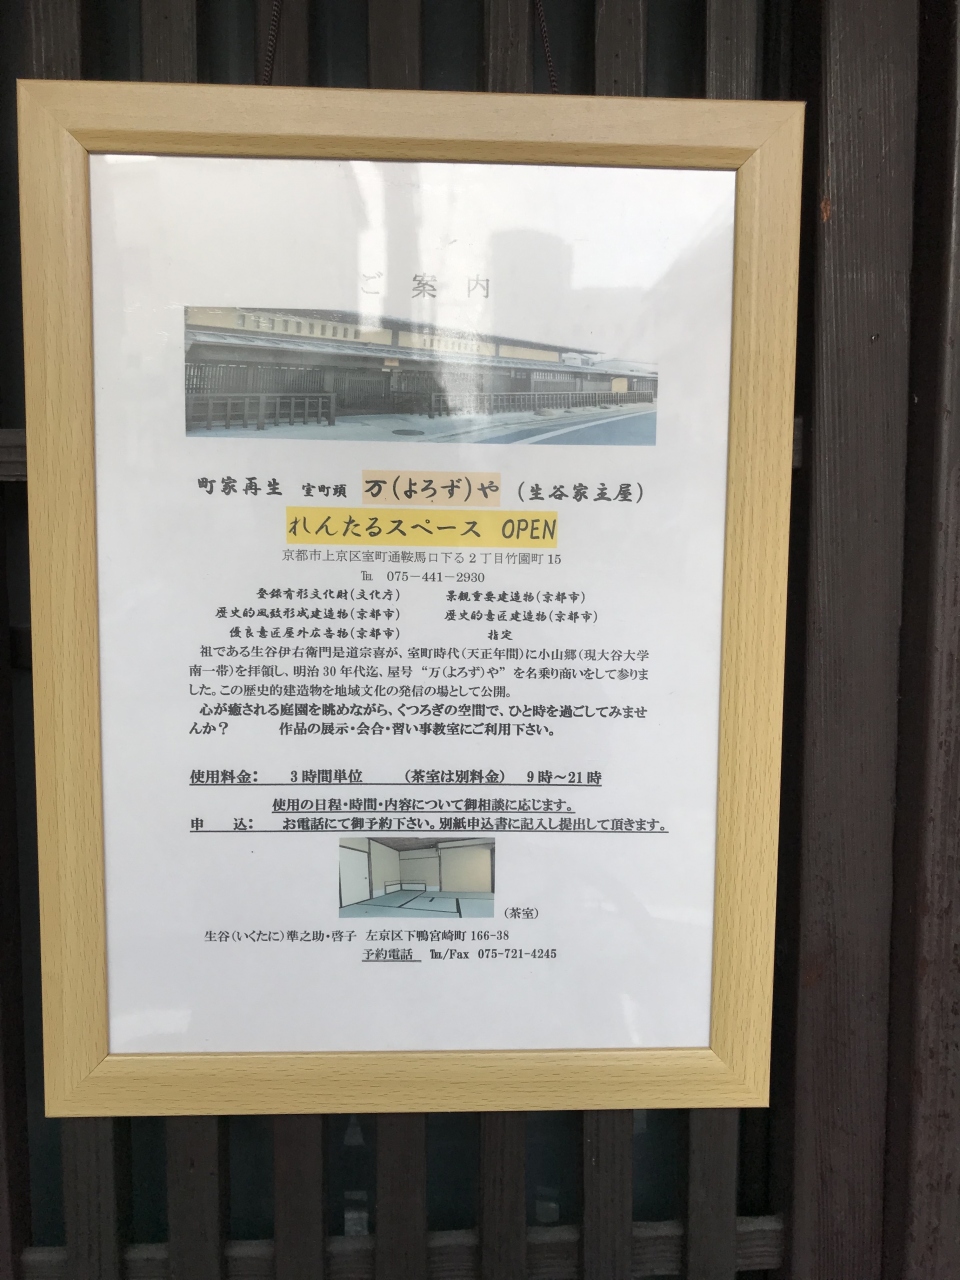 ご案内
町家再生 室町頭 万(よろず)や (生谷家主屋)
れんたるスペース OPEN
京都市上京区室町通鞍馬口下る2丁目竹園町15
℡ 075－441－2930
登録有形文化財(文化庁) 景観重要建造物(京都市)
歴史的風致形成建造物(京都市) 歴史的意匠建造物(京都市)
優良意匠屋外広告物(京都市) 指定
祖である生谷伊右衛門是道宗喜が、室町時代(天正年間)に小山郷(現大谷大学
南一帯)を拝領し、明治30年代迄、屋号“万(よろず)や”を名乗り商いをして参りま
した。この歴史的建造物を地域文化の発信の場として公開。
心が癒される庭園を眺めながら、くつろぎの空間で、ひと時を過ごしてみませ
んか？ 作品の展示・会合・習い事教室にご利用下さい。
使用料金： 3時間単位 (茶室は別料金) 9時～21時
使用の日程・時間・内容について御相談に応じます。
申 込： お電話にて御予約下さい。別紙申込書に記入し提出して頂きます。
(茶室)
生谷(いくたに)準之助・啓子 左京区下鴨宮崎町166-38
予約電話 ℡/Fax 075-721-4245